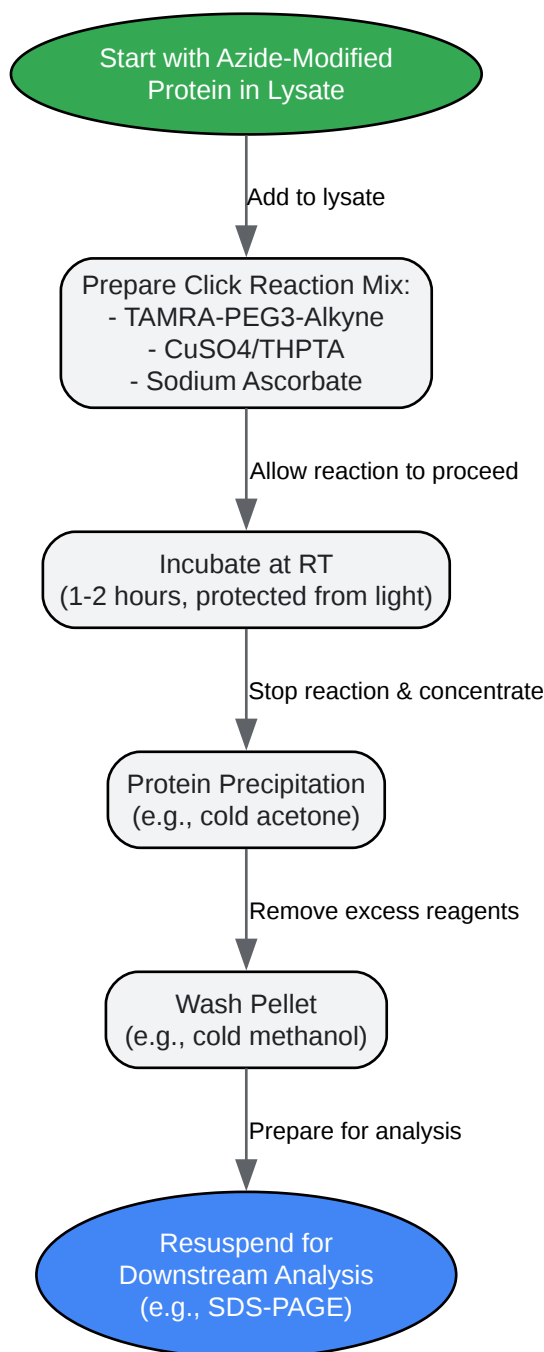 Start with Azide-Modified
Protein in Lysate
Add to lysate
Prepare Click Reaction Mix:
- TAMRA-PEG3-Alkyne
- CuSO4/THPTA
- Sodium Ascorbate
Allow reaction to proceed
Incubate at RT
(1-2 hours, protected from light)
Stop reaction & concentrate
Protein Precipitation
(e.g., cold acetone)
Remove excess reagents
Wash Pellet
(e.g., cold methanol)
Prepare for analysis
Resuspend for
Downstream Analysis
(e.g., SDS-PAGE)